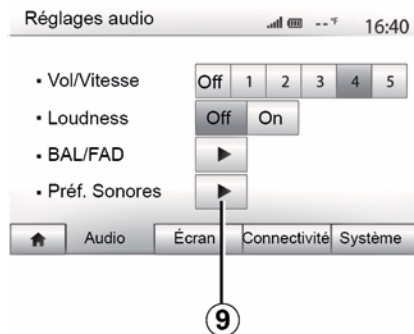 Réglages audio --°F 16:40
▪ Vol/Vitesse Off 1 2 3 4 5
▪ Loudness Off On
▪ BAL/FAD
▪ Préf. Sonores
Audio Écran Connectivité Système
9